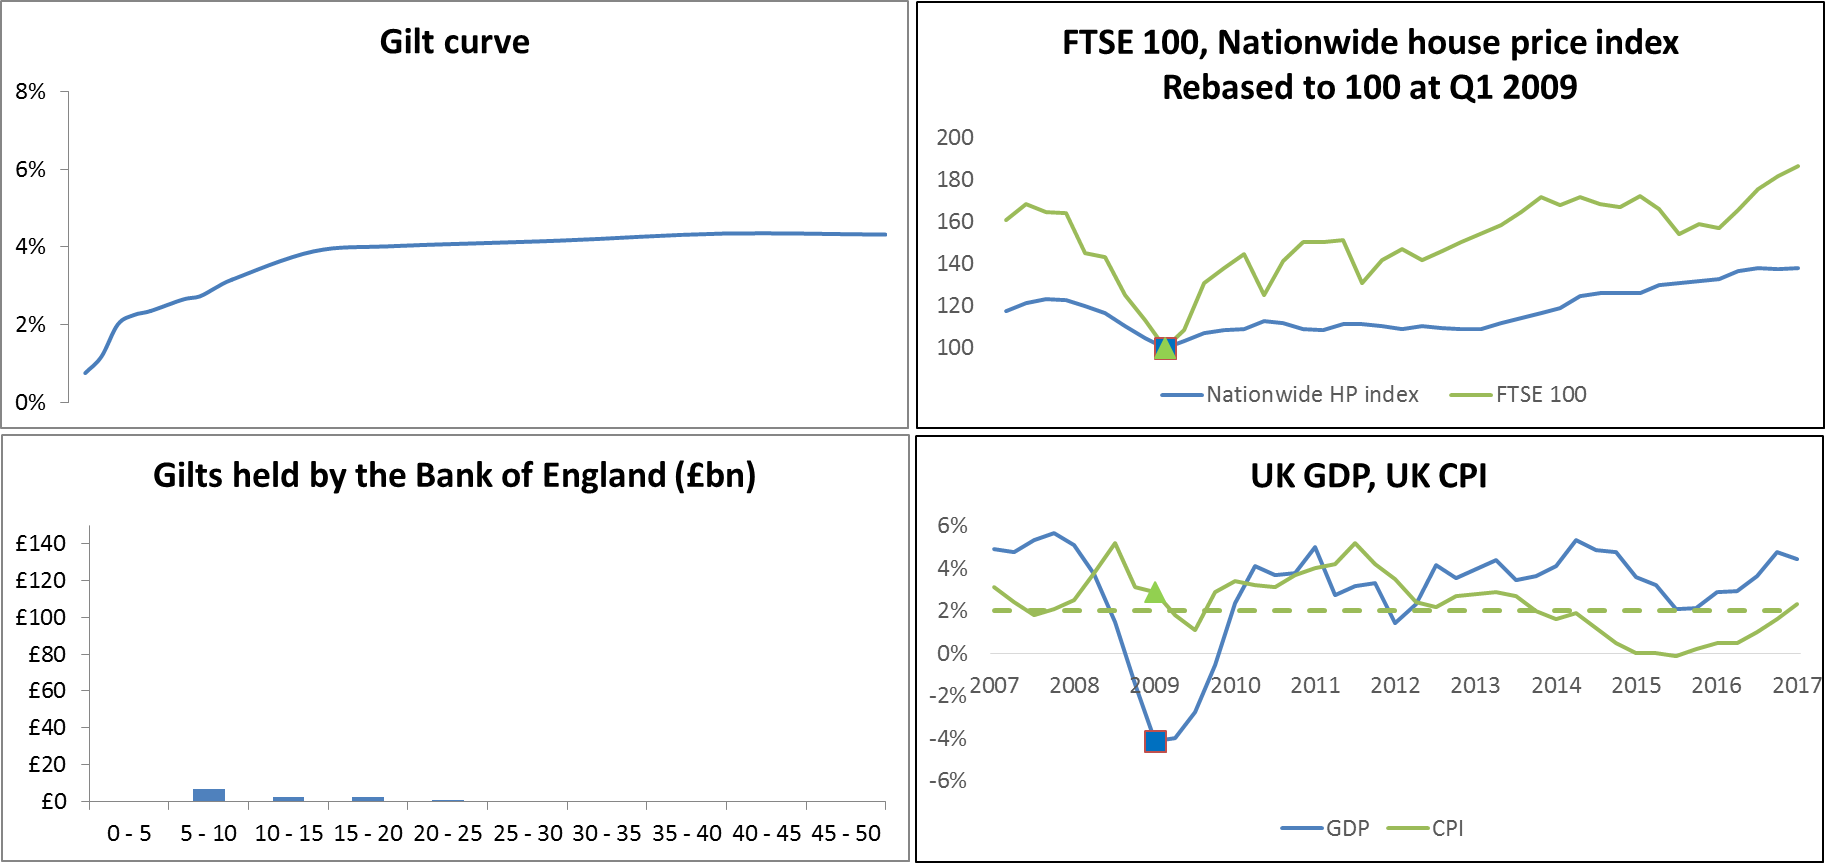 Gilt curve
8%
6%
4%
2%
0%
FTSE 100, Nationwide house price index
Rebased to 100 at Q1 2009
200
180
160
140
120
100
Nationwide HP index
FTSE 100
Gilts held by the Bank of England (£bn)
£140
£120
£100
£80
£60
£40
£20
£0
0 - 5 5 - 10 10 - 15 15 - 20 20 - 25 25 - 30 30 - 35 35 - 40 40 - 45 45 - 50
UK GDP, UK CPI
6%
4%
2%
0%
2007 2008 2009 2010 2011 2012 2013 2014 2015 2016 2017
-2%
-4%
-6%
GDP
CPI